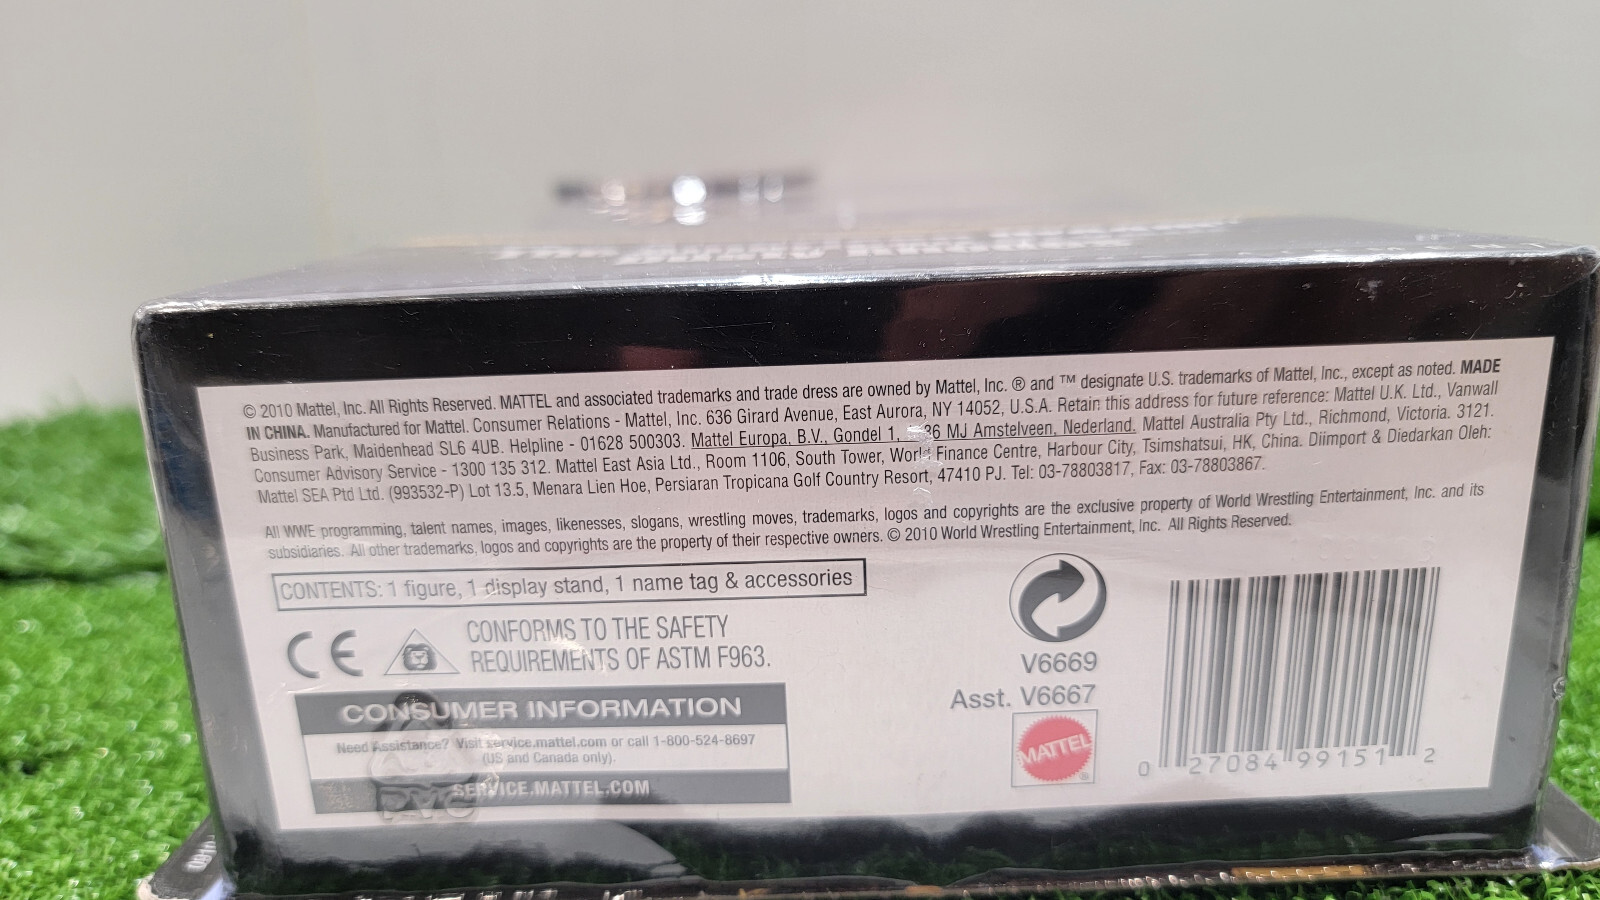 © 2010 Mattel, Inc. All Rights Reserved. MATTEL and associated trademarks and trade dress are owned by Mattel, Inc. ® and ™ designate U.S. trademarks of Mattel, Inc., except as noted. MADE
IN CHINA. Manufactured for Mattel. Consumer Relations - Mattel, Inc. 636 Girard Avenue, East Aurora, NY 14052, U.S.A. Retain this address for future reference: Mattel U.K. Ltd., Vanwall
Business Park, Maidenhead SL6 4UB. Helpline - 01628 500303. Mattel Europa, B.V., Gondel 1, 36 MJ Amstelveen, Nederland. Mattel Australia Pty Ltd., Richmond, Victoria. 3121.
Consumer Advisory Service - 1300 135 312. Mattel East Asia Ltd., Room 1106, South Tower, World Finance Centre, Harbour City, Tsimshatsui, HK, China. Diimport & Diedarkan Oleh:
Mattel SEA Ptd Ltd. (993532-P) Lot 13.5, Menara Lien Hoe, Persiaran Tropicana Golf Country Resort, 47410 PJ. Tel: 03-78803817, Fax: 03-78803867.
All WWE programming, talent names, images, likenesses, slogans, wrestling moves, trademarks, logos and copyrights are the exclusive property of World Wrestling Entertainment, Inc. and its
subsidiaries. All other trademarks, logos and copyrights are the property of their respective owners. © 2010 World Wrestling Entertainment, Inc. All Rights Reserved.
CONTENTS: 1 figure, 1 display stand, 1 name tag & accessories
CE
CONFORMS TO THE SAFETY
REQUIREMENTS OF ASTM F963.
CONSUMER INFORMATION
Need Assistance? Visit service.mattel.com or call 1-800-524-8697
(US and Canada only).
SERVICE.MATTEL.COM
V6669
Asst. V6667
MATTEL
®
0 27084 99151 2